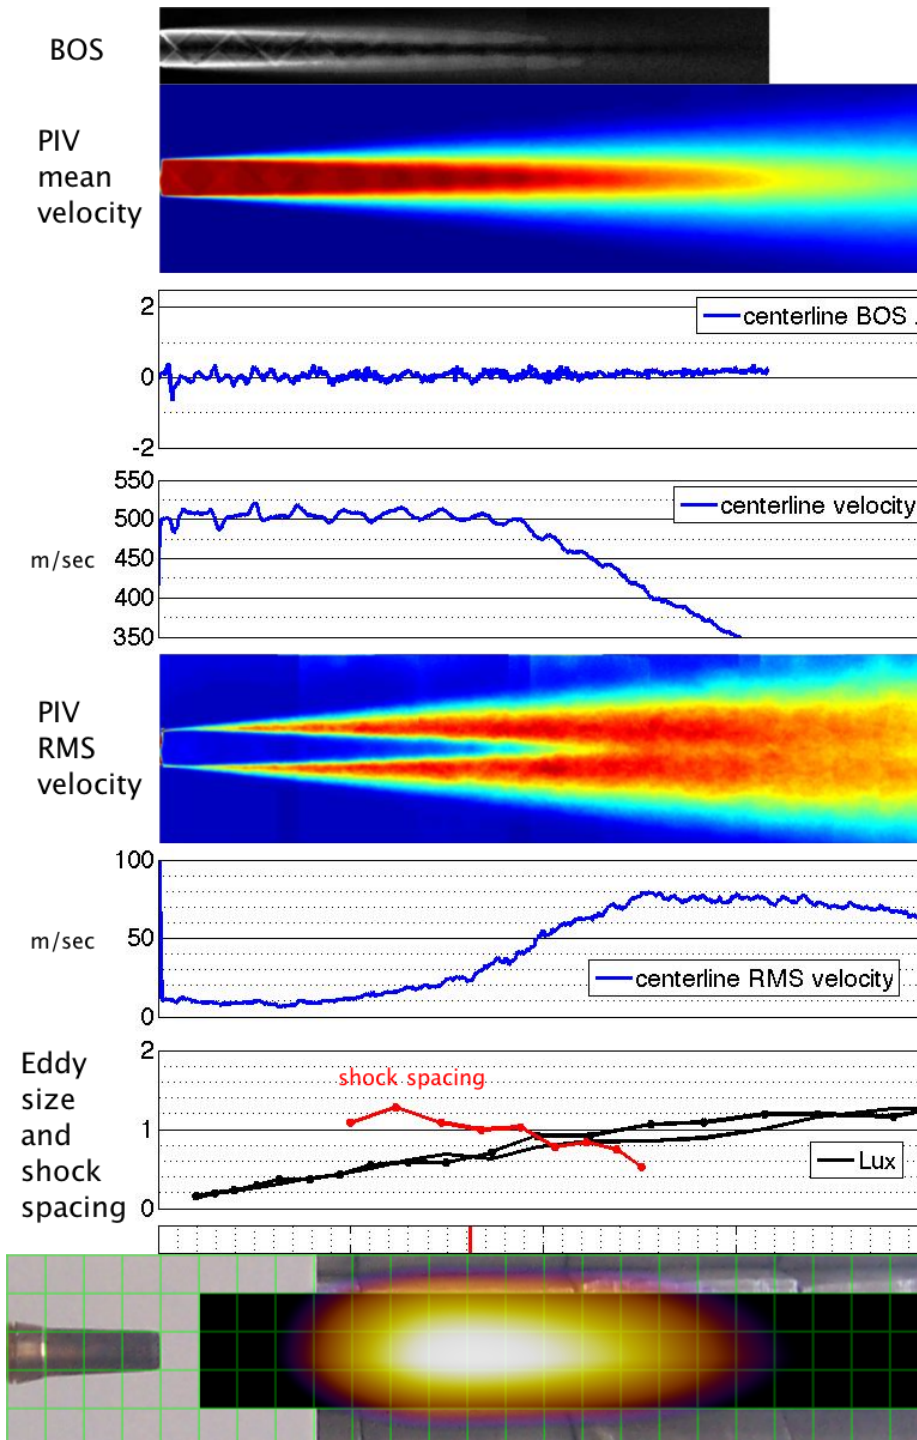 BOS
PIV
mean
velocity
2
centerline BOS .
0
-2
550
centerline velocity
500
m/sec
450
400
350
PIV
RMS
velocity
100
m/sec
50
centerline RMS velocity
0
Eddy
size
and
shock
spacing
2
shock spacing
1
Lux
0